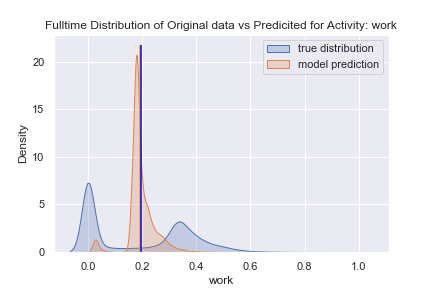 Fulltime Distribution of Original data vs Predicited for Activity: work
true distribution
model prediction
Density
20
15
10
5
0
0.0 0.2 0.4 0.6 0.8 1.0
work